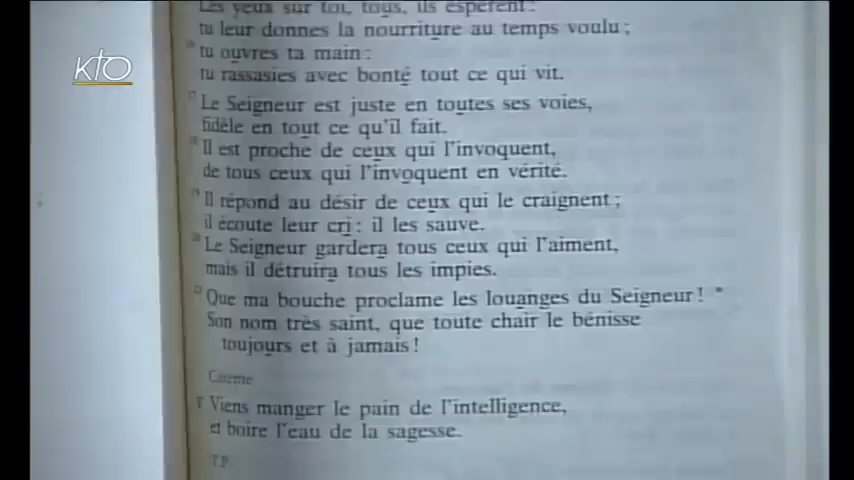 KTO
Les yeux sur toi, tous, ils espèrent :
tu leur donnes la nourriture au temps voulu ;
tu ouvres ta main :
tu rassasies avec bonté tout ce qui vit.
17 Le Seigneur est juste en toutes ses voies,
fidèle en tout ce qu'il fait.
18 Il est proche de ceux qui l'invoquent,
de tous ceux qui l'invoquent en vérité.
19 Il répond au désir de ceux qui le craignent ;
il écoute leur cri : il les sauve.
20 Le Seigneur gardera tous ceux qui l'aiment,
mais il détruira tous les impies.
Que ma bouche proclame les louanges du Seigneur ! *
Son nom très saint, que toute chair le bénisse
toujours et à jamais !
Carême
V Viens manger le pain de l'intelligence,
et boire l'eau de la sagesse.
T.P.